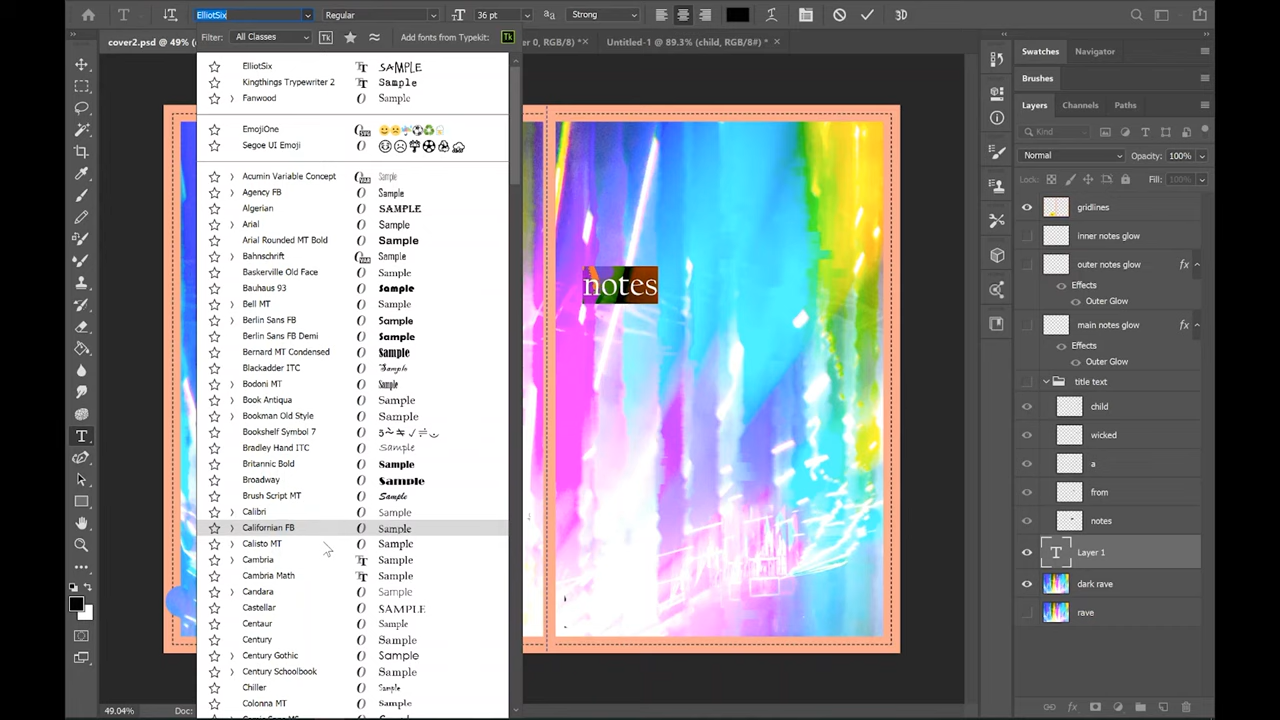 ElliotSix Regular 36 pt Strong 3D
Filter: All Classes Add fonts from Typekit: Tk
cover2.psd @ 49% er 0, RGB/8) * Untitled-1 @ 89.3% (child, RGB/8#) *
ElliotSix SAMPLE
Kingthings Typewriter 2 Sample
Fanwood Sample
EmojiOne
Segoe UI Emoji
Acumin Variable Concept Sample
Agency FB Sample
Algerian SAMPLE
Arial Sample
Arial Rounded MT Bold Sample
Bahnschrift Sample
Baskerville Old Face Sample
Bauhaus 93 Sample
Bell MT Sample
Berlin Sans FB Sample
Berlin Sans FB Demi Sample
Bernard MT Condensed Sample
Blackadder ITC Sample
Bodoni MT Sample
Book Antiqua Sample
Bookman Old Style Sample
Bookshelf Symbol 7
Bradley Hand ITC Sample
Britannic Bold Sample
Broadway Sample
Brush Script MT Sample
Calibri Sample
Californian FB Sample
Calisto MT Sample
Cambria Sample
Cambria Math Sample
Candara Sample
Castellar SAMPLE
Centaur Sample
Century Sample
Century Gothic Sample
Century Schoolbook Sample
Chiller Sample
Colonna MT Sample
notes
Swatches Navigator
Brushes
Layers Channels Paths
Kind
Normal Opacity: 100%
Lock: Fill: 100%
gridlines
inner notes glow
outer notes glow fx
Effects
Outer Glow
main notes glow fx
Effects
Outer Glow
title text
child
wicked
a
from
notes
Layer 1
dark rave
rave
49.04% Doc: